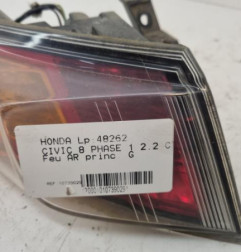 HONDA Lp 48262
CIVIC 8 PHASE 1 2.2 C
Feu AR princ G